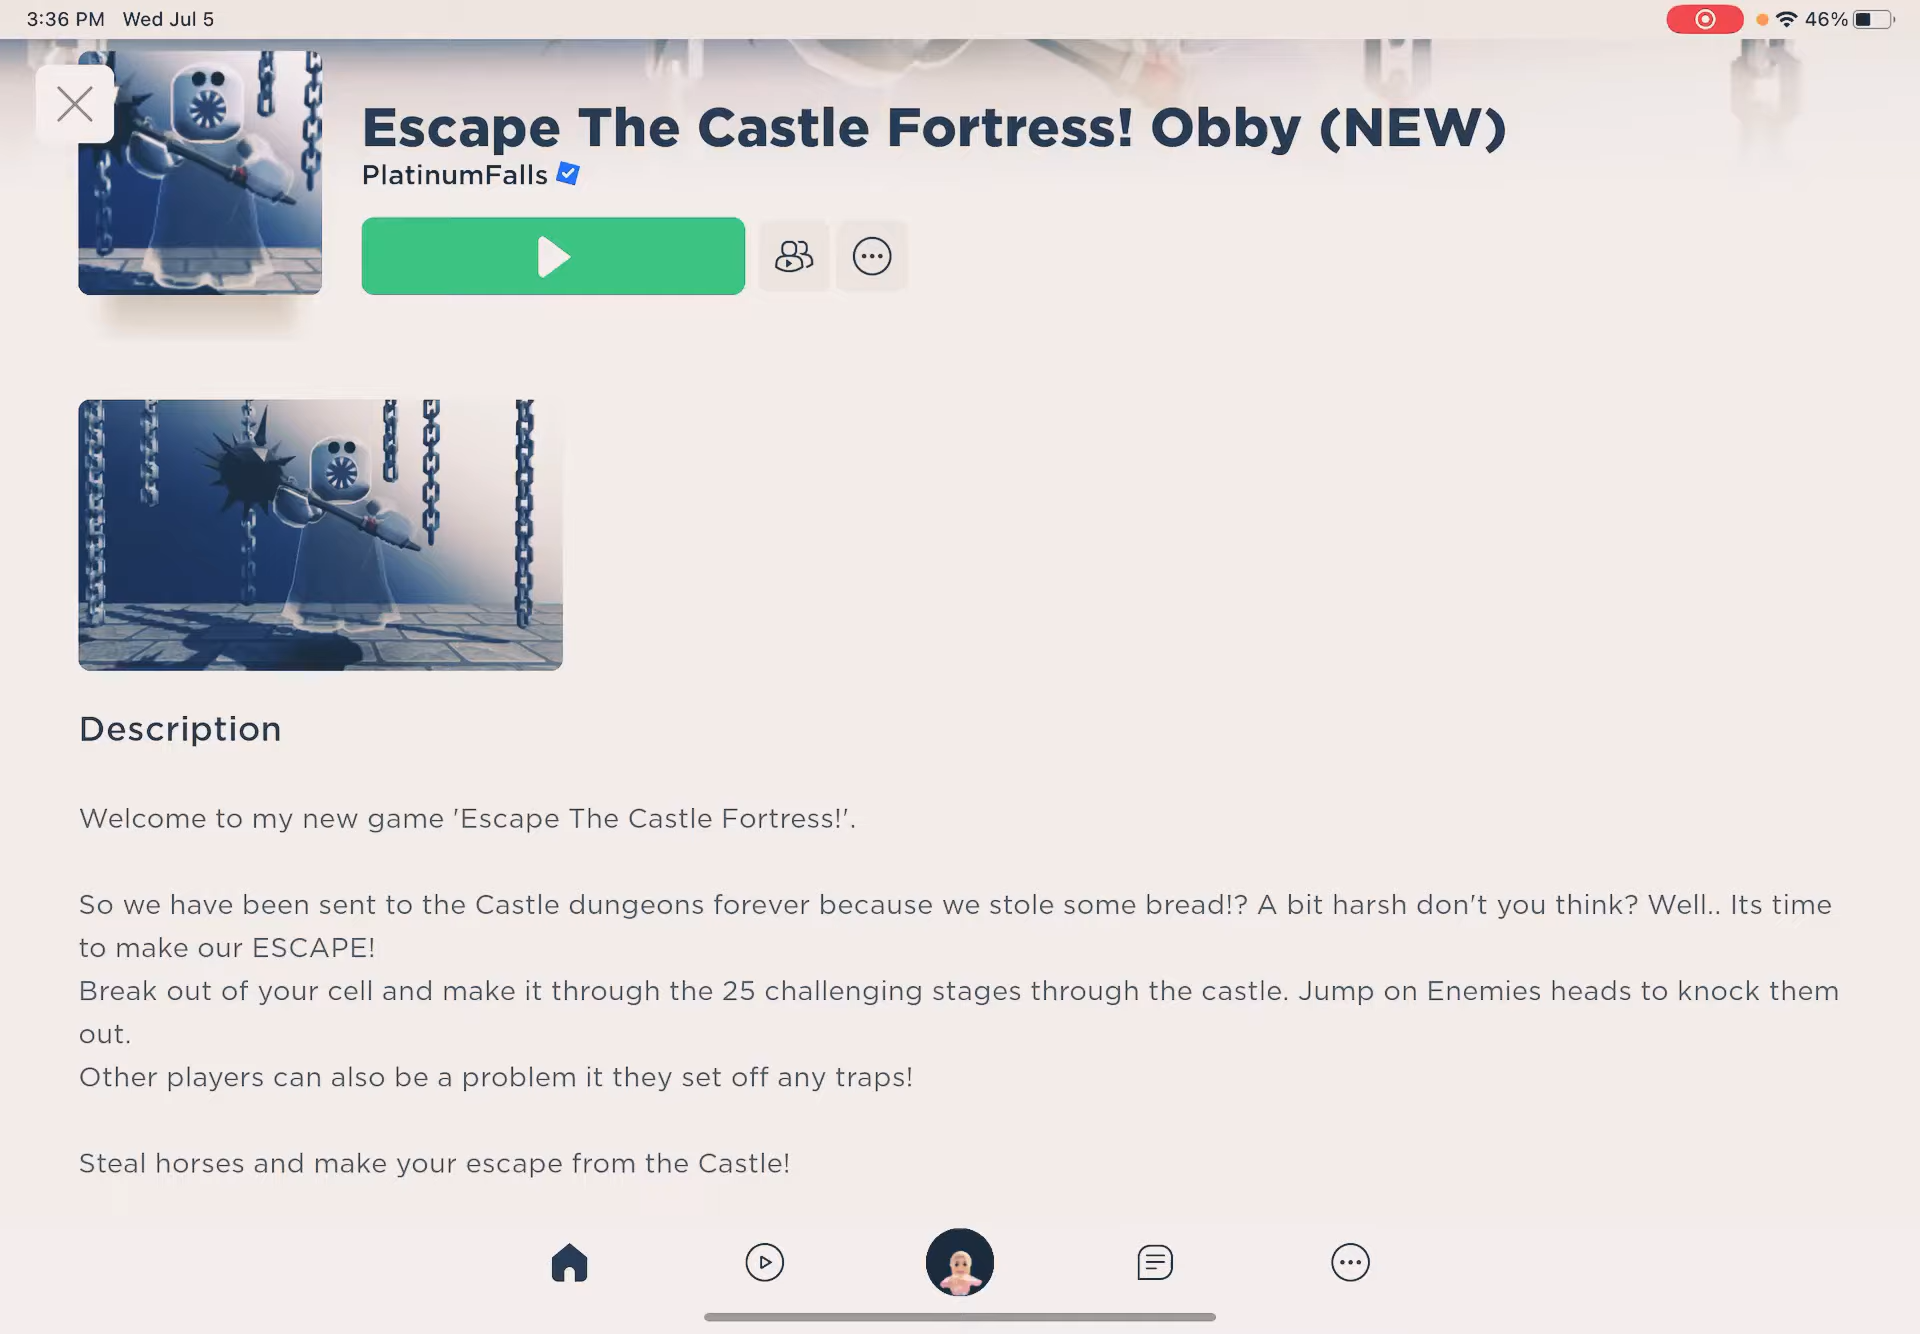 3:36 PM Wed Jul 5
46%
Escape The Castle Fortress! Obby (NEW)
PlatinumFalls
Description
Welcome to my new game 'Escape The Castle Fortress!'.
So we have been sent to the Castle dungeons forever because we stole some bread!? A bit harsh don't you think? Well.. Its time
to make our ESCAPE!
Break out of your cell and make it through the 25 challenging stages through the castle. Jump on Enemies heads to knock them
out.
Other players can also be a problem it they set off any traps!
Steal horses and make your escape from the Castle!